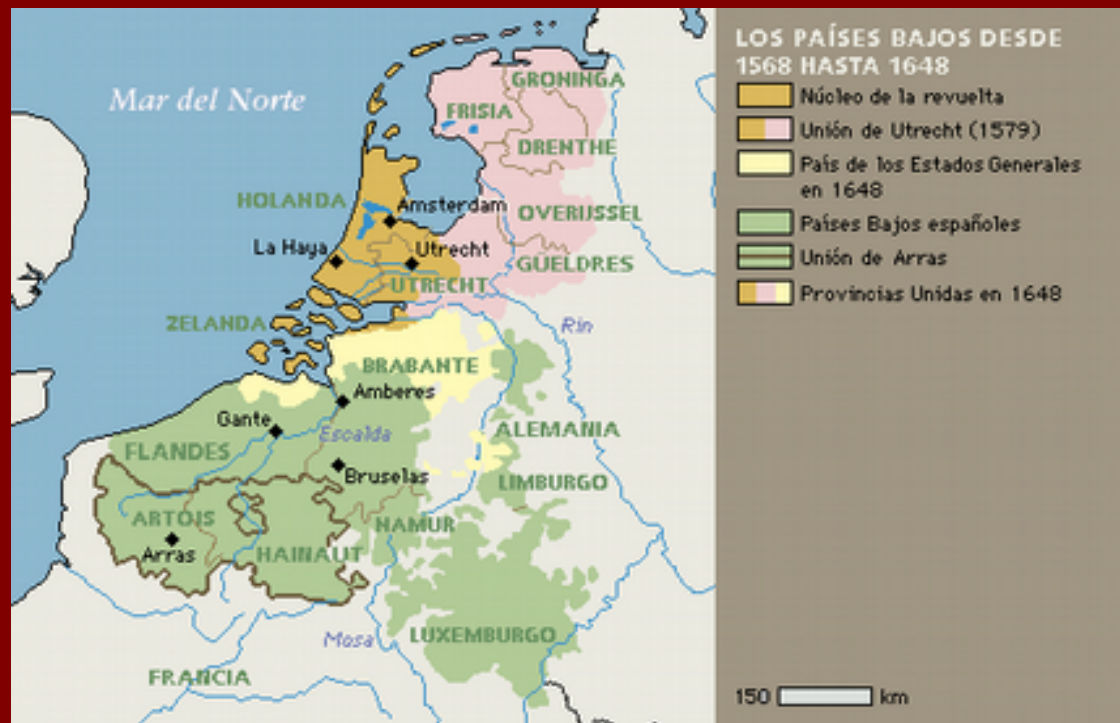 LOS PAÍSES BAJOS DESDE
1568 HASTA 1648
Núcleo de la revuelta
Unión de Utrecht (1579)
País de los Estados Generales
en 1648
Países Bajos españoles
Unión de Arras
Provincias Unidas en 1648
150 km
Mar del Norte
GRONINGA
FRISIA
DRENTHE
HOLANDA
Amsterdam
OVERIJSSEL
La Haya
Utrecht
GÜELDRES
UTRECHT
ZELANDA
Rin
BRABANTE
Amberes
Gante
Escalda
ALEMANIA
FLANDES
Bruselas
LIMBURGO
ARTOIS
NAMUR
Arras
HAINAUT
Mosa
LUXEMBURGO
FRANCIA